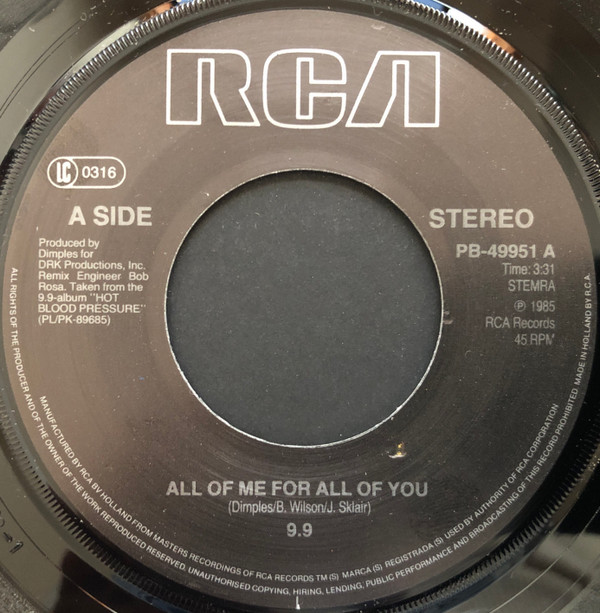 RCA
LC 0316
A SIDE
STEREO
Produced by
Dimples for
DRK Productions, Inc.
Remix Engineer Bob
Rosa. Taken from the
9.9-album "HOT
BLOOD PRESSURE"
(PL/PK-89685)
PB-49951 A
Time: 3:31
STEMRA
℗ 1985
RCA Records
45 RPM
ALL OF ME FOR ALL OF YOU
(Dimples/B. Wilson/J. Sklair)
9.9
MANUFACTURED BY RCA BV HOLLAND FROM MASTERS RECORDINGS OF RCA RECORDS TM (S) MARCA (S) REGISTRADA (S) USED BY AUTHORITY OF RCA CORPORATION
ALL RIGHTS OF THE PRODUCER AND OF THE OWNER OF THE WORK REPRODUCED RESERVED. UNAUTHORISED COPYING, HIRING, LENDING, PUBLIC PERFORMANCE AND BROADCASTING OF THIS RECORD PROHIBITED. MADE IN HOLLAND BY R.C.A.